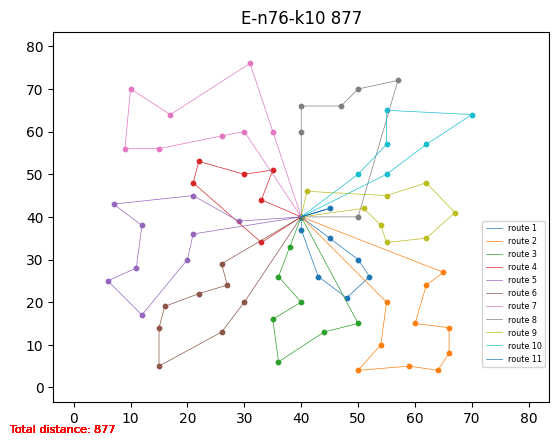 E-n76-k10 877
80
70
60
50
40
30
20
10
0
0 10 20 30 40 50 60 70 80
route 1
route 2
route 3
route 4
route 5
route 6
route 7
route 8
route 9
route 10
route 11
Total distance: 877